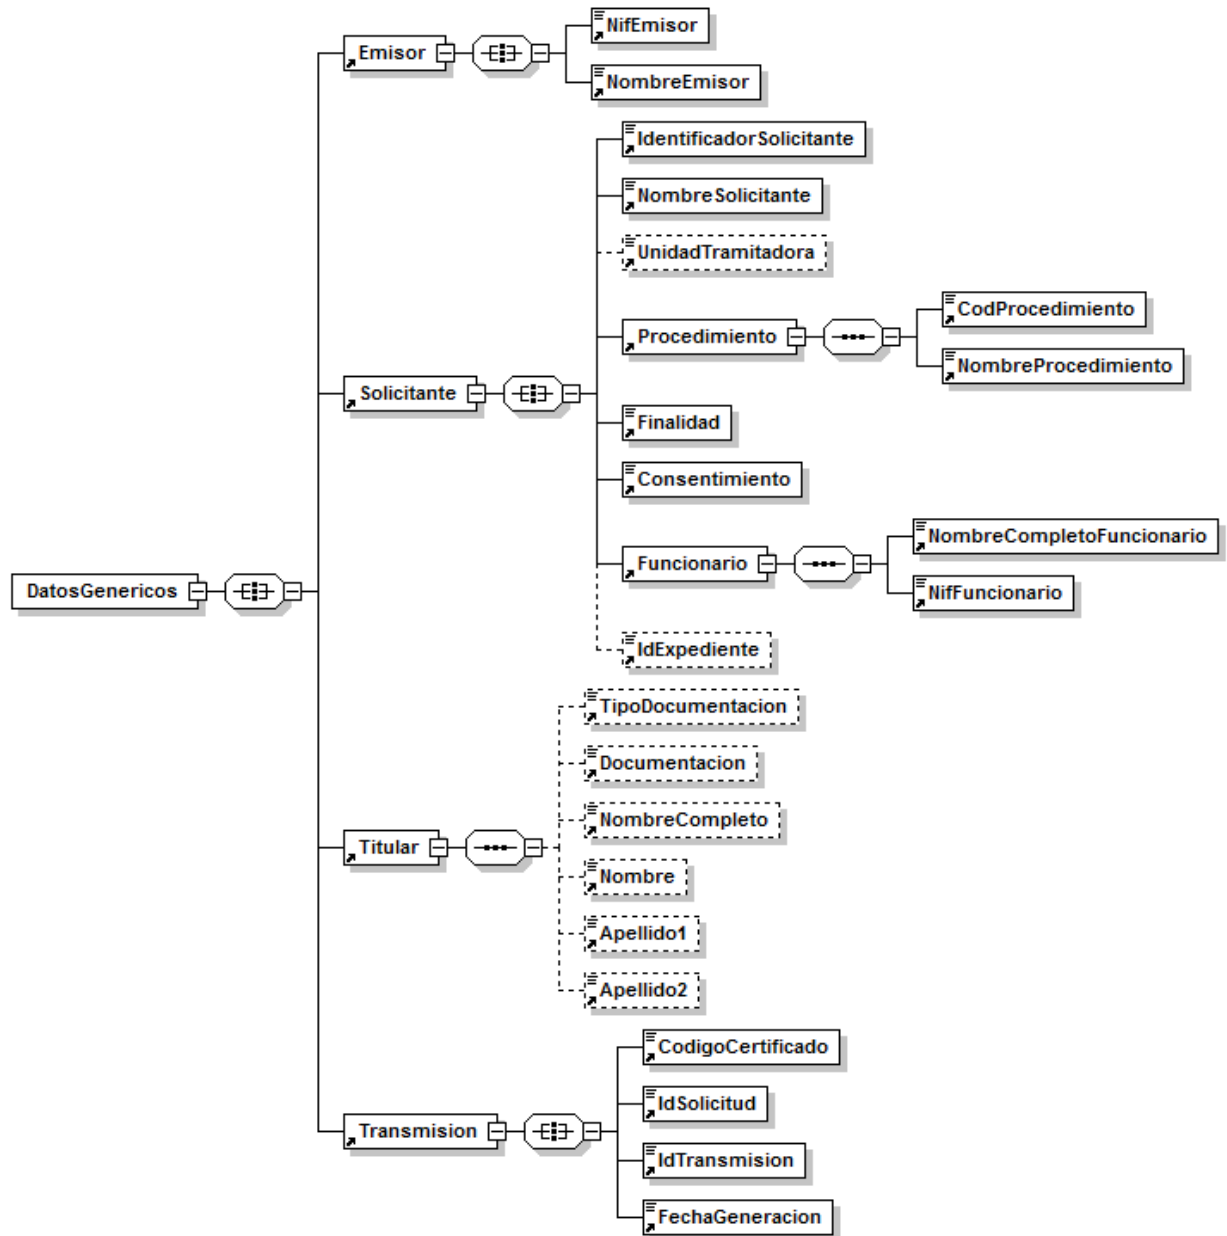 NifEmisor
Emisor
NombreEmisor
IdentificadorSolicitante
NombreSolicitante
UnidadTramitadora
CodProcedimiento
Procedimiento
NombreProcedimiento
Solicitante
Finalidad
Consentimiento
NombreCompletoFuncionario
Funcionario
NifFuncionario
DatosGenericos
IdExpediente
TipoDocumentacion
Documentacion
NombreCompleto
Titular
Nombre
Apellido1
Apellido2
CodigoCertificado
IdSolicitud
Transmision
IdTransmision
FechaGeneracion